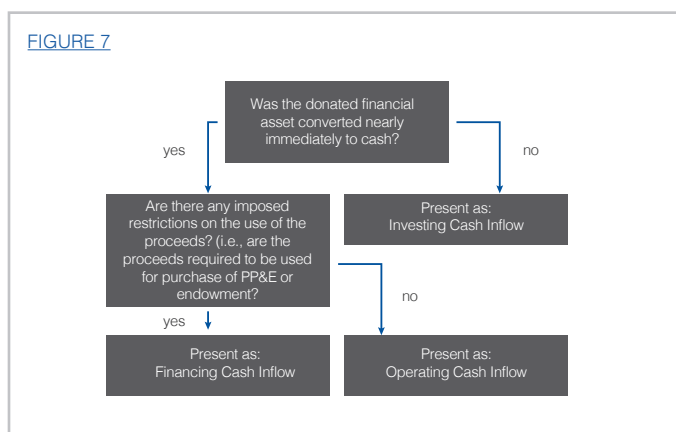 FIGURE 7
Was the donated financial
asset converted nearly
immediately to cash?
yes
no
Are there any imposed
restrictions on the use of the
proceeds? (i.e., are the
proceeds required to be used
for purchase of PP&E or
endowment?
Present as:
Investing Cash Inflow
no
yes
Present as:
Financing Cash Inflow
Present as:
Operating Cash Inflow